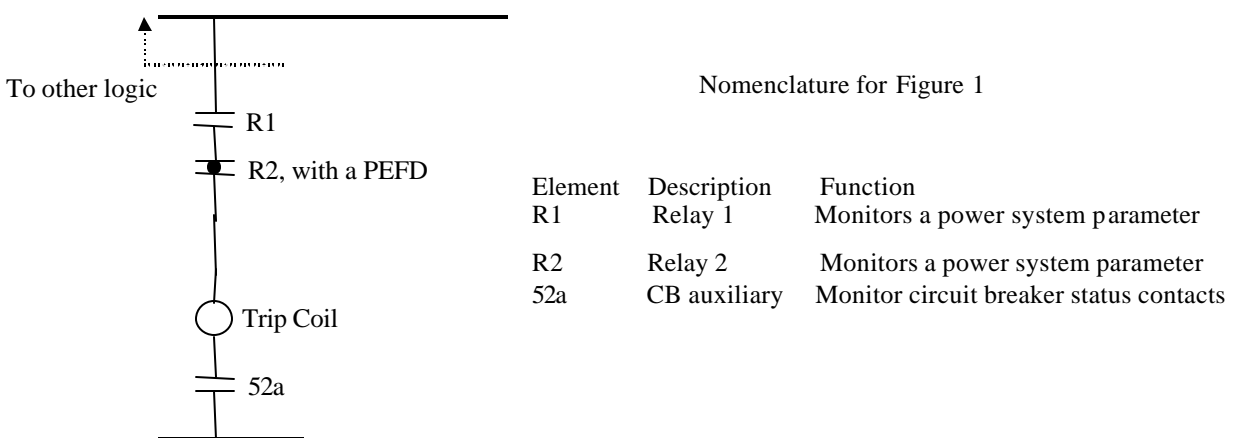 To other logic
R1
R2, with a PEFD
Trip Coil
52a
Nomenclature for Figure 1
Element Description Function
R1 Relay 1 Monitors a power system parameter
R2 Relay 2 Monitors a power system parameter
52a CB auxiliary Monitor circuit breaker status contacts